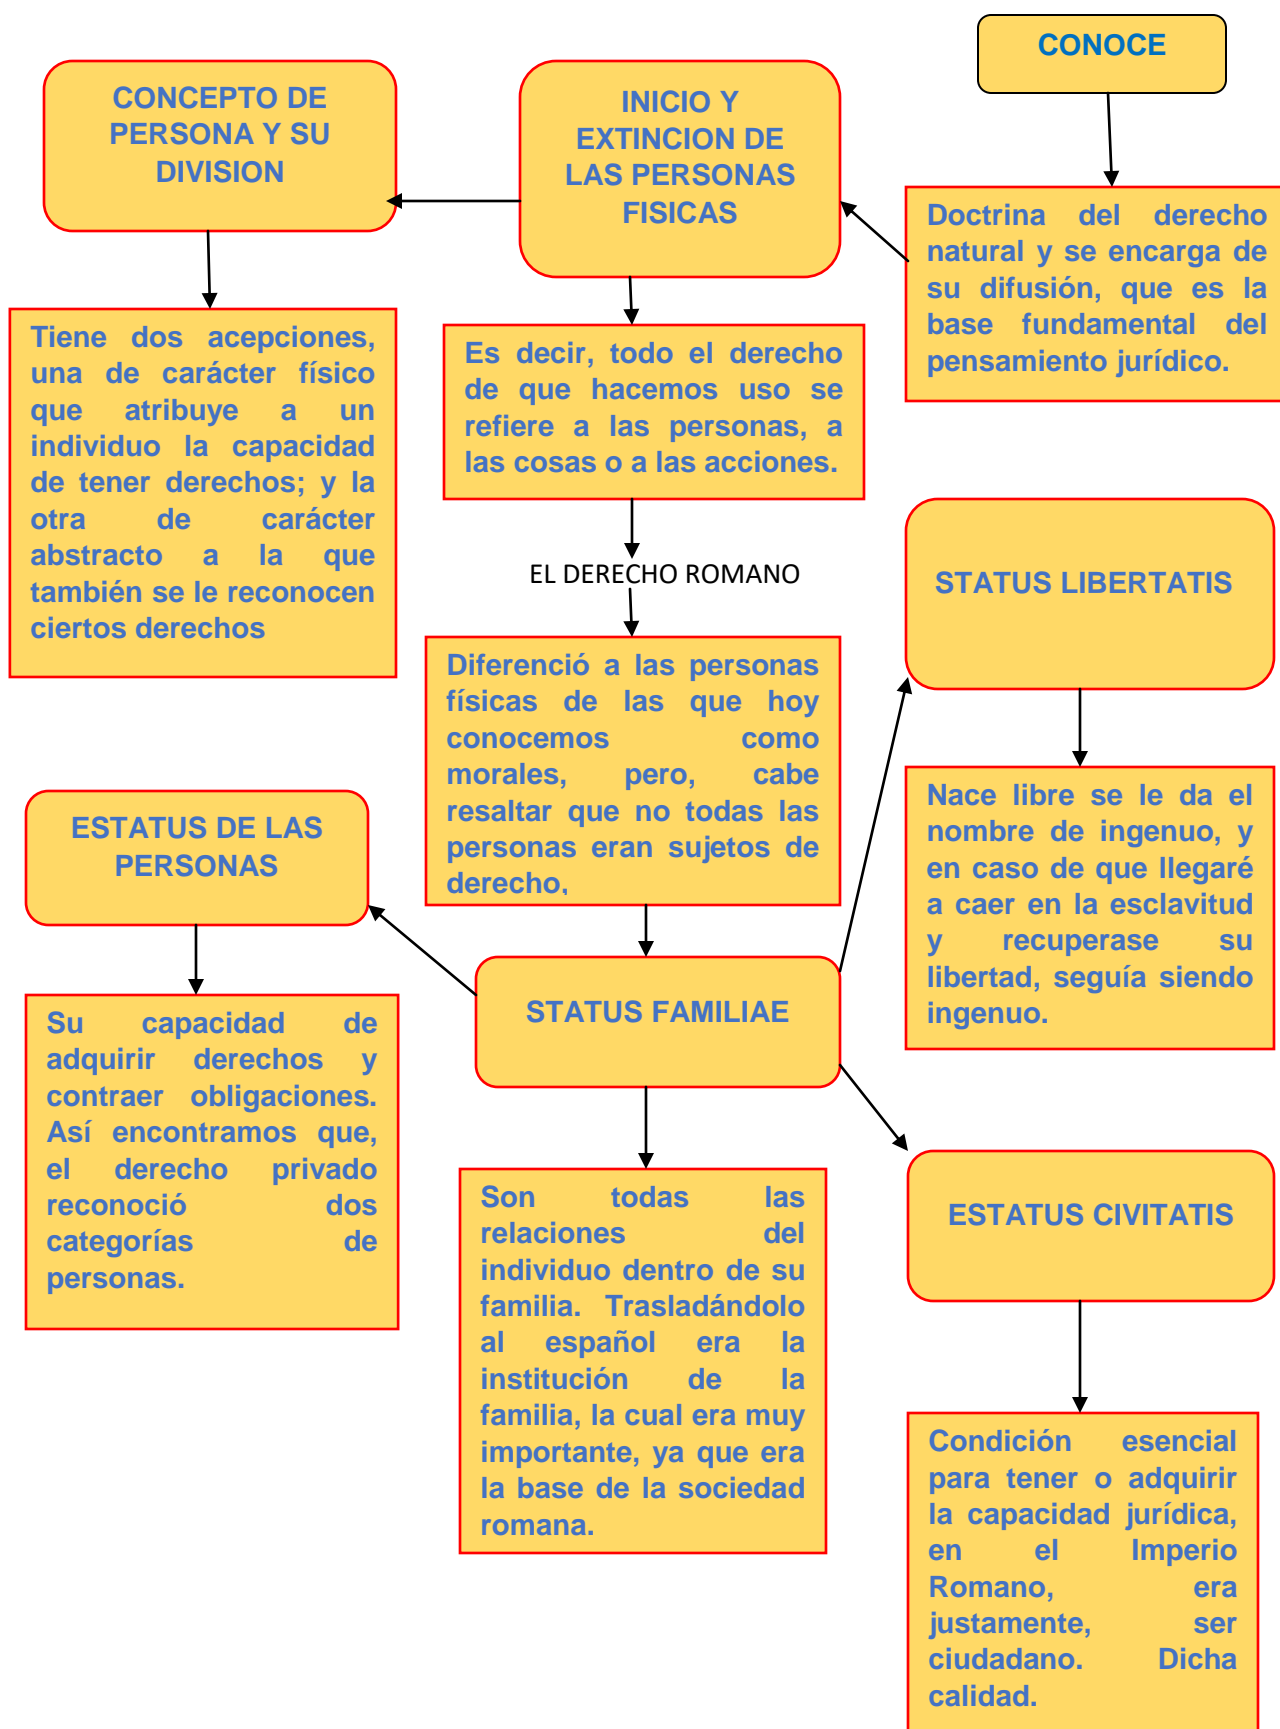 CONOCE
Doctrina del derecho
natural y se encarga de
su difusión, que es la
base fundamental del
pensamiento jurídico.
INICIO Y
EXTINCION DE
LAS PERSONAS
FISICAS
CONCEPTO DE
PERSONA Y SU
DIVISION
Tiene dos acepciones,
una de carácter físico
que atribuye a un
individuo la capacidad
de tener derechos; y la
otra de carácter
abstracto a la que
también se le reconocen
ciertos derechos
Es decir, todo el derecho
de que hacemos uso se
refiere a las personas, a
las cosas o a las acciones.
EL DERECHO ROMANO
Diferenció a las personas
físicas de las que hoy
conocemos como
morales, pero, cabe
resaltar que no todas las
personas eran sujetos de
derecho,
STATUS FAMILIAE
Son todas las
relaciones del
individuo dentro de su
familia. Trasladándolo
al español era la
institución de la
familia, la cual era muy
importante, ya que era
la base de la sociedad
romana.
ESTATUS DE LAS
PERSONAS
Su capacidad de
adquirir derechos y
contraer obligaciones.
Así encontramos que,
el derecho privado
reconoció dos
categorías de
personas.
STATUS LIBERTATIS
Nace libre se le da el
nombre de ingenuo, y
en caso de que llegaré
a caer en la esclavitud
y recuperase su
libertad, seguía siendo
ingenuo.
ESTATUS CIVITATIS
Condición esencial
para tener o adquirir
la capacidad jurídica,
en el Imperio
Romano, era
justamente, ser
ciudadano. Dicha
calidad.